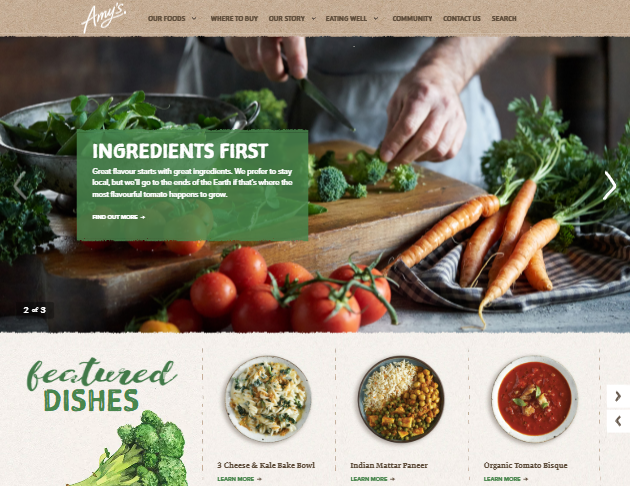 Amy's.
OUR FOODS WHERE TO BUY OUR STORY EATING WELL COMMUNITY CONTACT US SEARCH
INGREDIENTS FIRST
Great flavour starts with great ingredients. We prefer to stay
local, but we'll go to the ends of the Earth if that's where the
most flavourful tomato happens to grow.
FIND OUT MORE →
2 of 3
featured
DISHES
3 Cheese & Kale Bake Bowl
LEARN MORE →
Indian Mattar Paneer
LEARN MORE →
Organic Tomato Bisque
LEARN MORE →